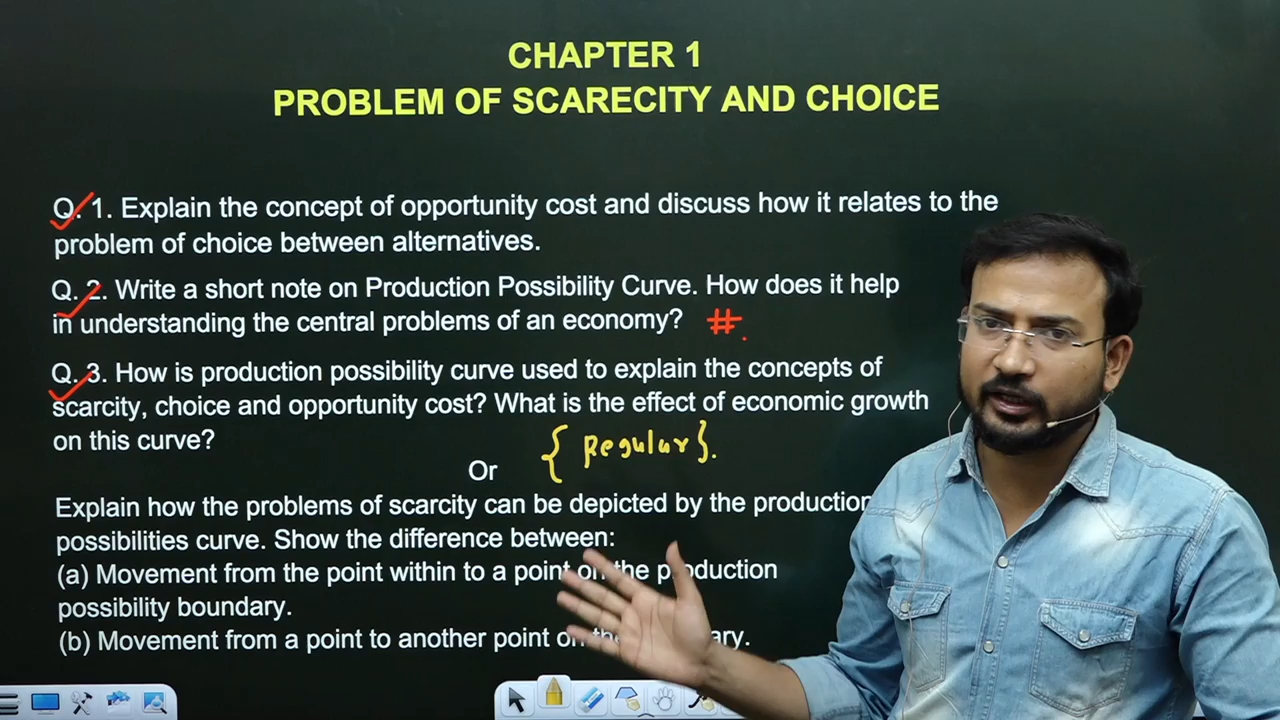 CHAPTER 1
PROBLEM OF SCARECITY AND CHOICE
Q. 1. Explain the concept of opportunity cost and discuss how it relates to the
problem of choice between alternatives.
Q. 2. Write a short note on Production Possibility Curve. How does it help
in understanding the central problems of an economy? #.
Q. 3. How is production possibility curve used to explain the concepts of
scarcity, choice and opportunity cost? What is the effect of economic growth
on this curve?
Or { Regular}.
Explain how the problems of scarcity can be depicted by the production
possibilities curve. Show the difference between:
(a) Movement from the point within to a point on the production
possibility boundary.
(b) Movement from a point to another point on